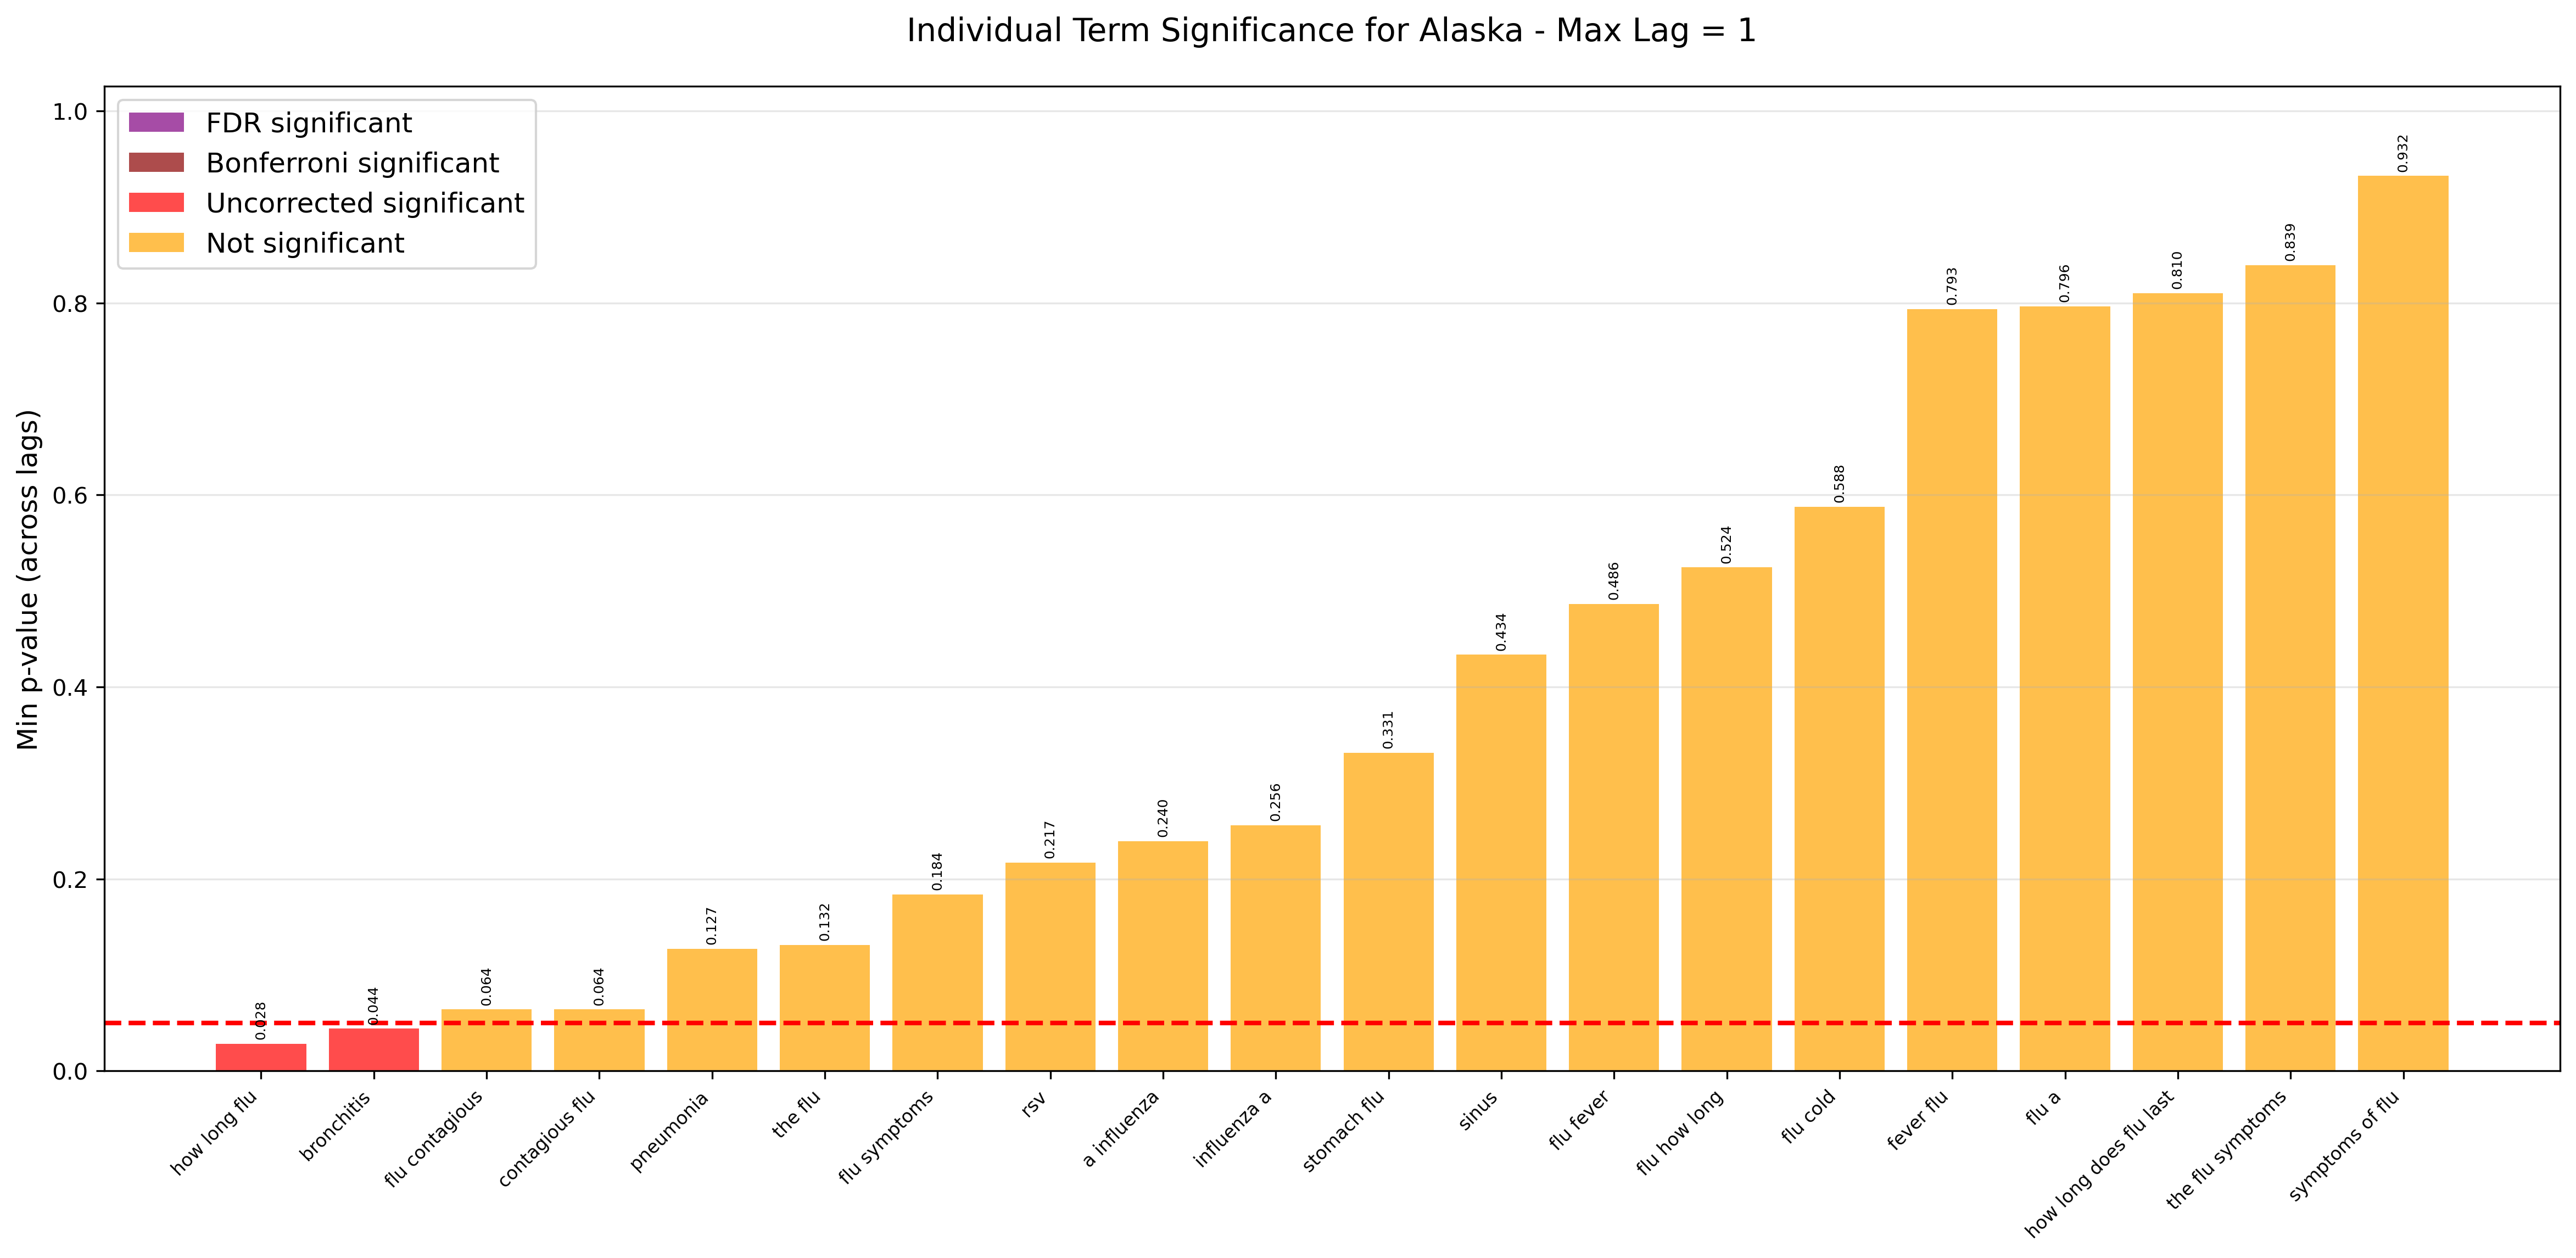 Individual Term Significance for Alaska - Max Lag = 1
FDR significant
Bonferroni significant
Uncorrected significant
Not significant
Min p-value (across lags)
1.0
0.8
0.6
0.4
0.2
0.0
0.028
0.044
0.064
0.064
0.127
0.132
0.184
0.217
0.240
0.256
0.331
0.434
0.486
0.524
0.588
0.793
0.796
0.810
0.839
0.932
how long flu
bronchitis
flu contagious
contagious flu
pneumonia
the flu
flu symptoms
rsv
a influenza
influenza a
stomach flu
sinus
flu fever
flu how long
flu cold
fever flu
flu a
how long does flu last
the flu symptoms
symptoms of flu